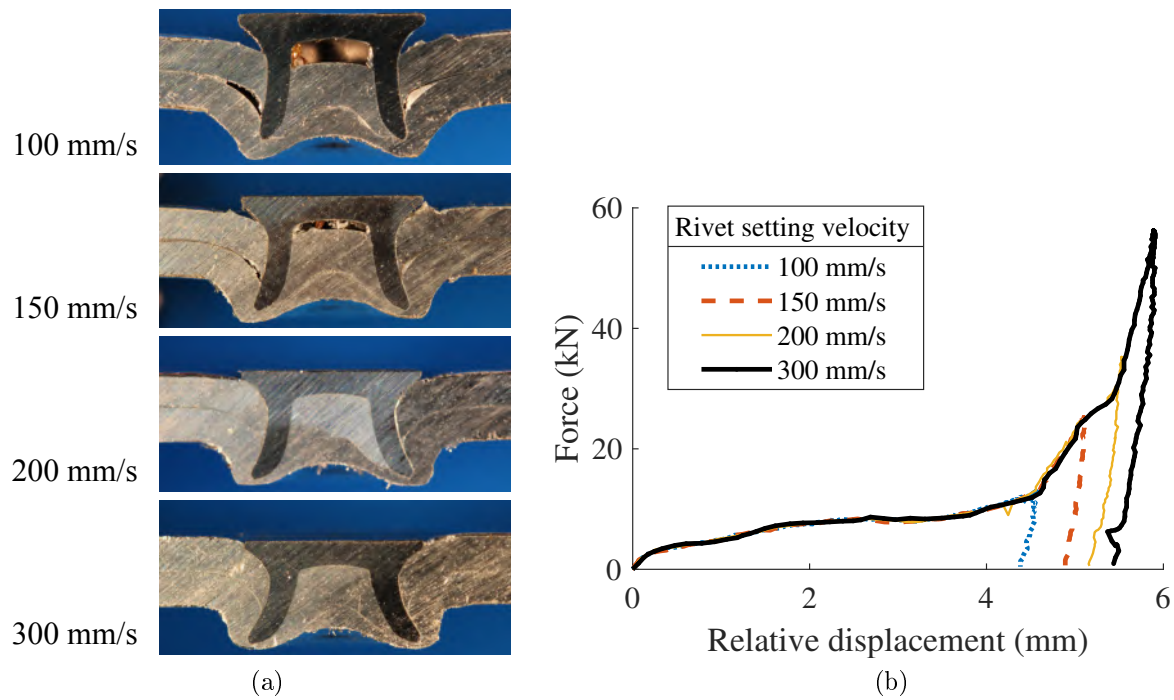 100 mm/s
150 mm/s
200 mm/s
300 mm/s
(a)
60
40
20
0
Force (kN)
Rivet setting velocity
100 mm/s
150 mm/s
200 mm/s
300 mm/s
0 2 4 6
Relative displacement (mm)
(b)